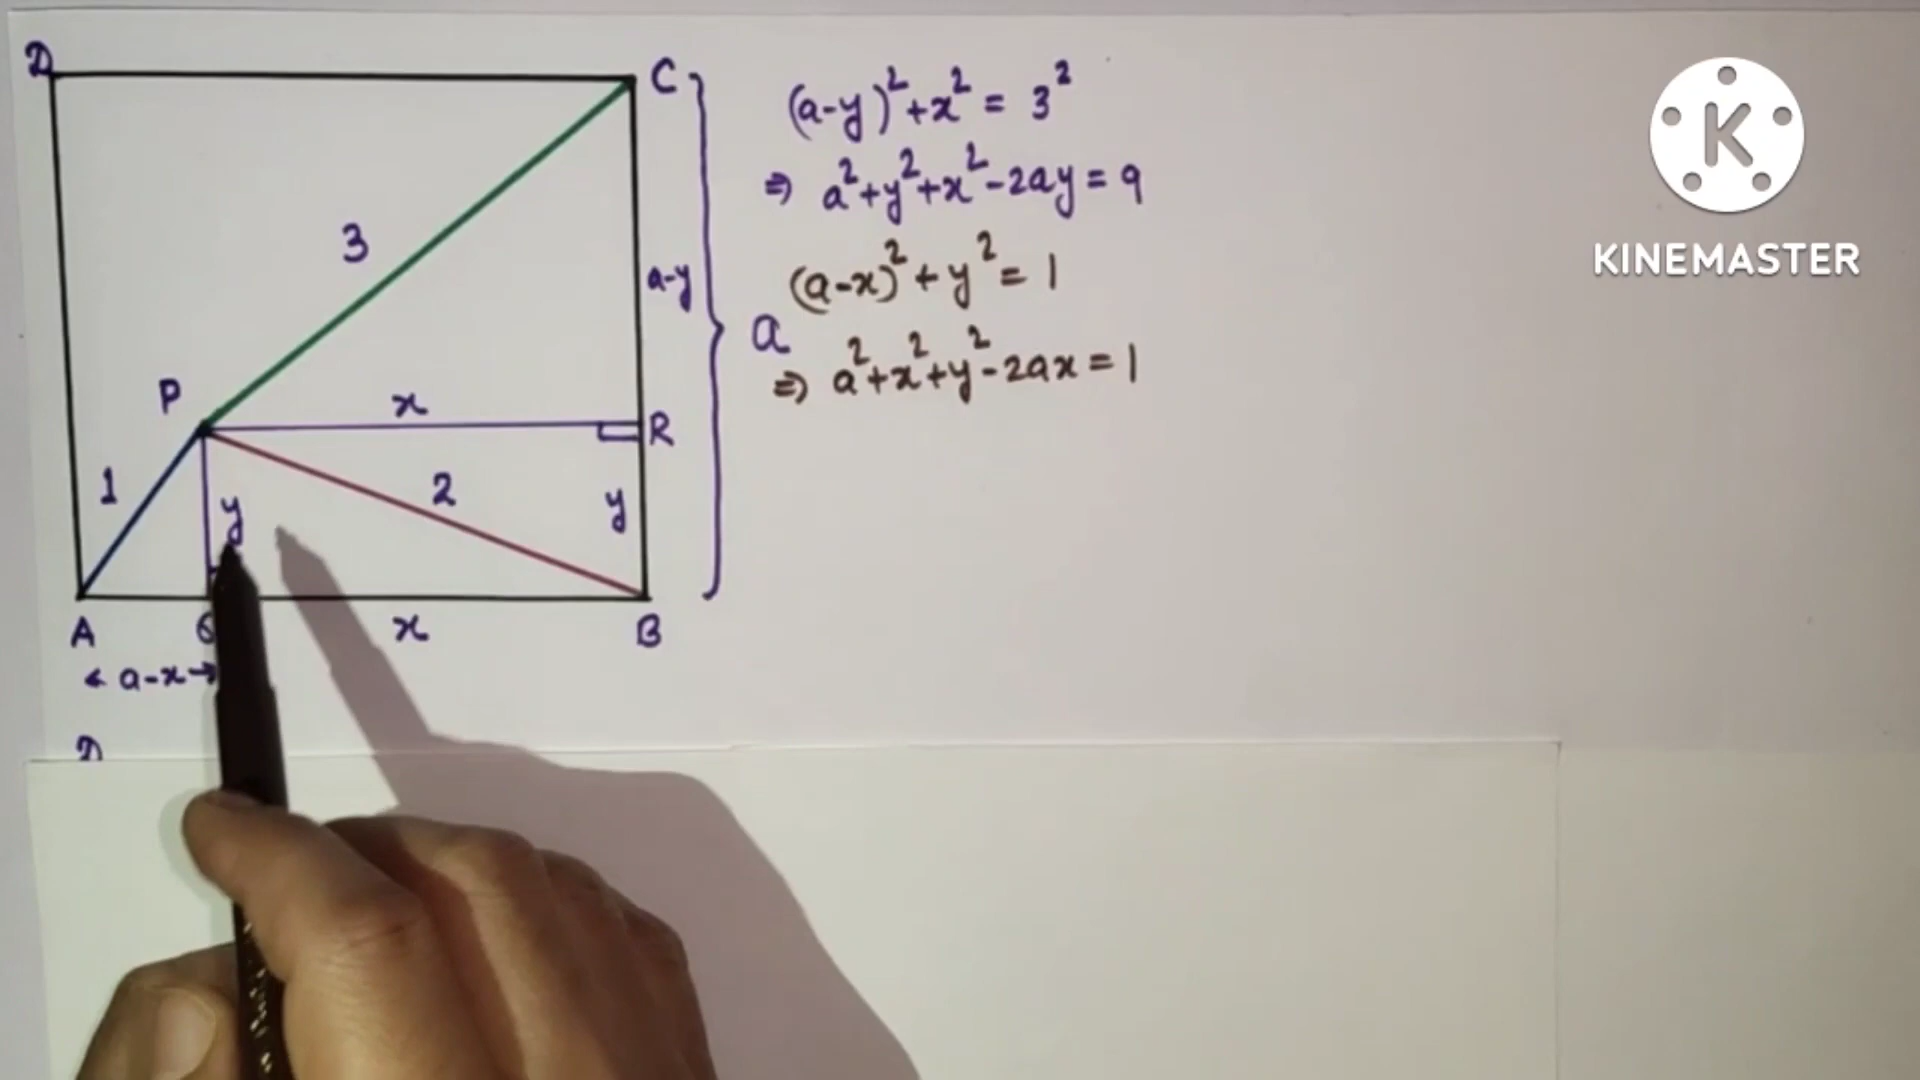 D
C
(a-y)²+x² = 3²
⇒ a²+y²+x²-2ay = 9
3
a-y
(a-x)² + y² = 1
a
⇒ a²+x²+y²-2ax = 1
P
x
R
1
y
2
y
A
x
B
← a-x →
K
KINEMASTER